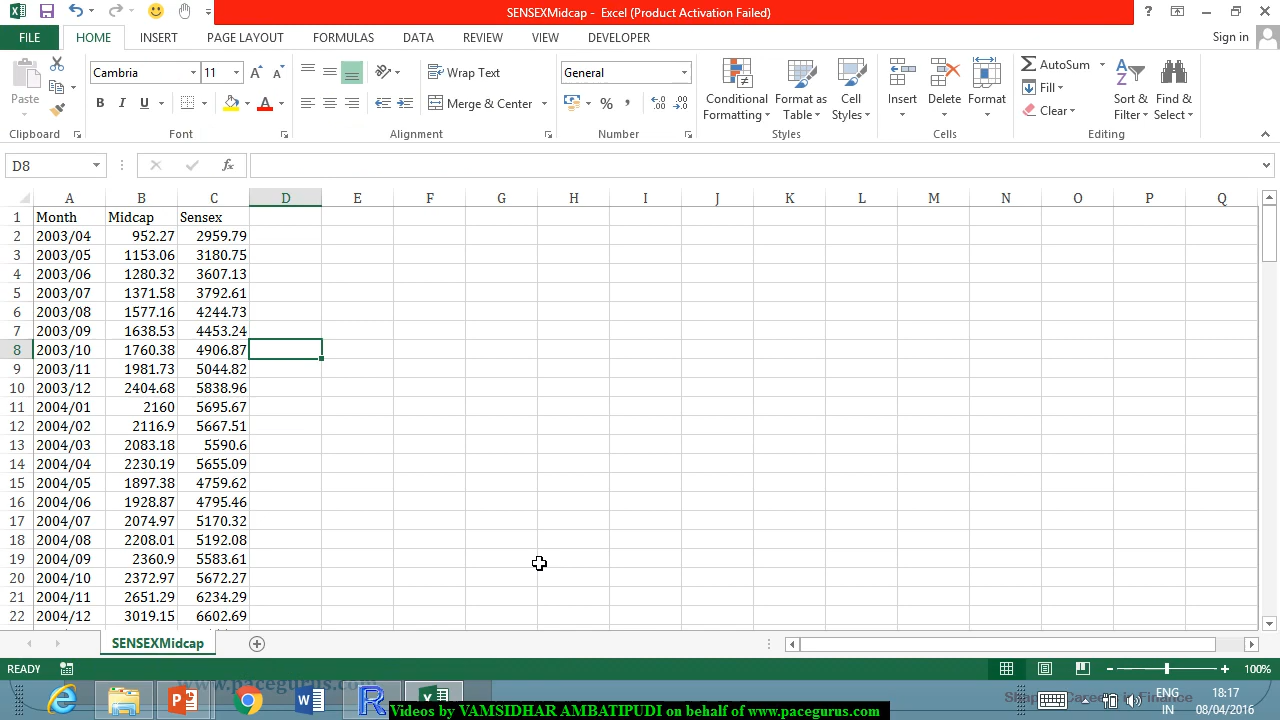 SENSEXMidcap - Excel (Product Activation Failed)
FILE HOME INSERT PAGE LAYOUT FORMULAS DATA REVIEW VIEW DEVELOPER Sign in
Paste
Cambria 11
B I U
Wrap Text
Merge & Center
General
Conditional Formatting
Format as Table
Cell Styles
Insert Delete Format
AutoSum
Fill
Clear
Sort & Filter
Find & Select
Clipboard Font Alignment Number Styles Cells Editing
D8 fx
A B C D E F G H I J K L M N O P Q
1 Month Midcap Sensex
2 2003/04 952.27 2959.79
3 2003/05 1153.06 3180.75
4 2003/06 1280.32 3607.13
5 2003/07 1371.58 3792.61
6 2003/08 1577.16 4244.73
7 2003/09 1638.53 4453.24
8 2003/10 1760.38 4906.87
9 2003/11 1981.73 5044.82
10 2003/12 2404.68 5838.96
11 2004/01 2160 5695.67
12 2004/02 2116.9 5667.51
13 2004/03 2083.18 5590.6
14 2004/04 2230.19 5655.09
15 2004/05 1897.38 4759.62
16 2004/06 1928.87 4795.46
17 2004/07 2074.97 5170.32
18 2004/08 2208.01 5192.08
19 2004/09 2360.9 5583.61
20 2004/10 2372.97 5672.27
21 2004/11 2651.29 6234.29
22 2004/12 3019.15 6602.69
SENSEXMidcap
READY 100%
www.pacegurus.com
ENG 18:17
IN 08/04/2016
Videos by VAMSIDHAR AMBATIPUDI on behalf of www.pacegurus.com